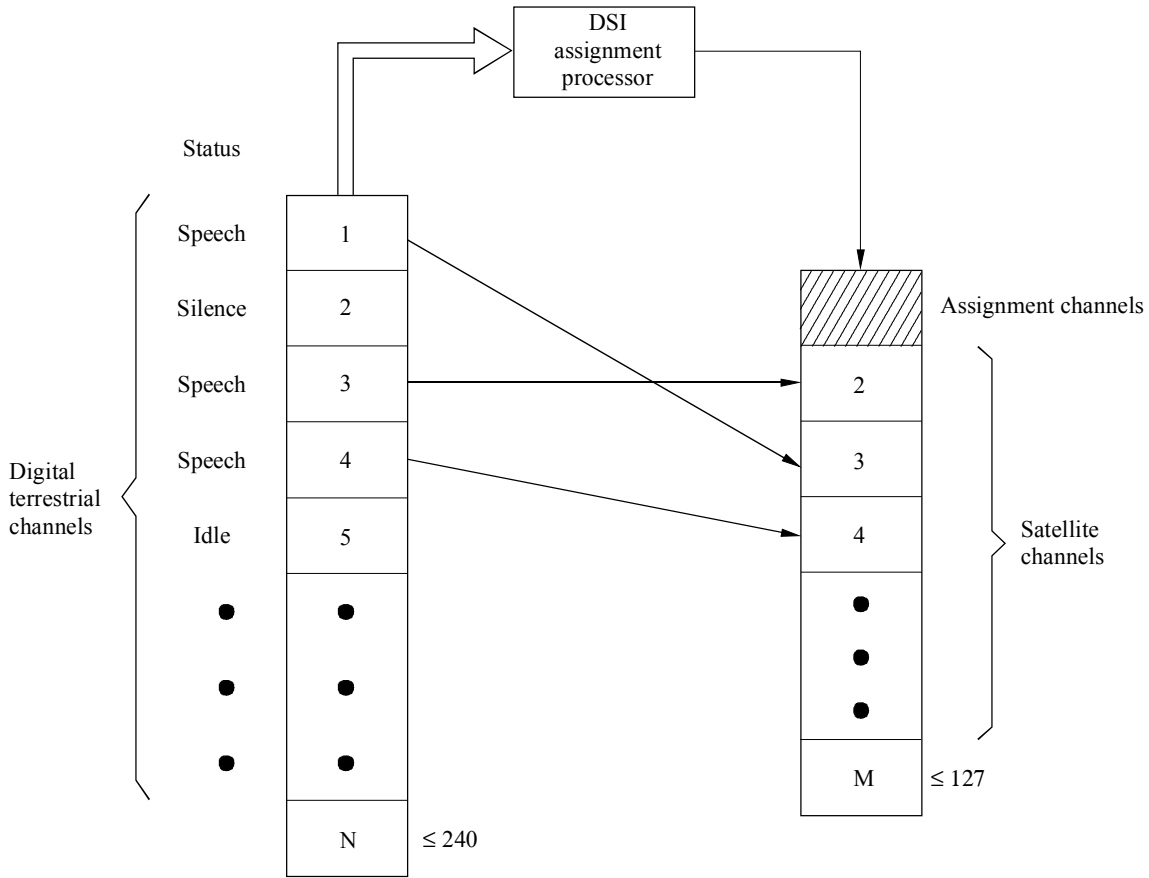 DSI
assignment
processor
Status
Speech
1
Silence
2
Assignment channels
Speech
3
2
Speech
4
3
Digital
terrestrial
channels
Idle
5
4
Satellite
channels
M
≤ 127
N
≤ 240